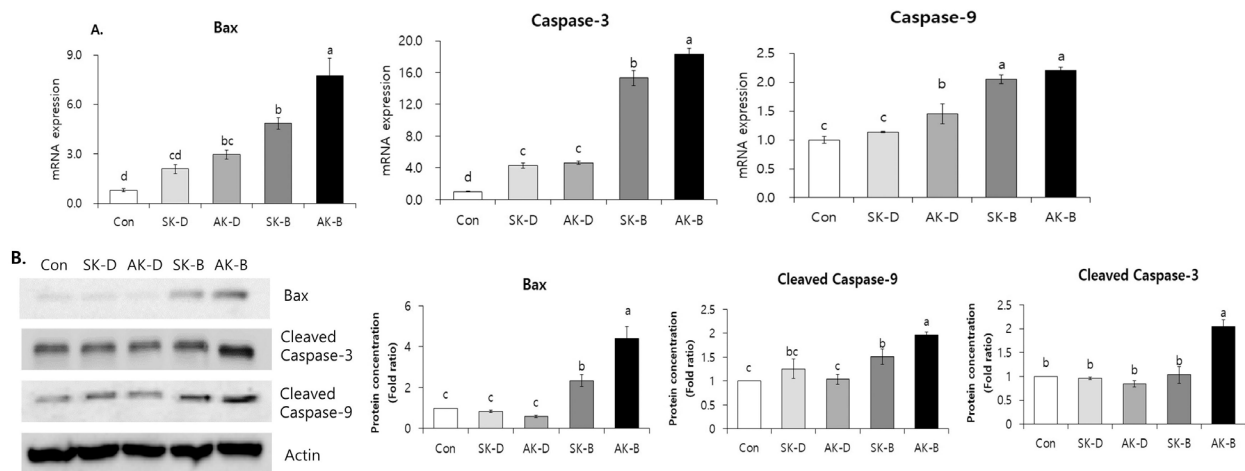 A.
Bax
mRNA expression
9.0
6.0
3.0
0.0
d
cd
bc
b
a
Con SK-D AK-D SK-B AK-B
Caspase-3
mRNA expression
20.0
16.0
12.0
8.0
4.0
0.0
d
c
c
b
a
Con SK-D AK-D SK-B AK-B
Caspase-9
mRNA expression
2.5
2.0
1.5
1.0
0.5
0.0
c
c
b
a
a
Con SK-D AK-D SK-B AK-B
B.
Con SK-D AK-D SK-B AK-B
Bax
Cleaved
Caspase-3
Cleaved
Caspase-9
Actin
Bax
Protein concentration
(Fold ratio)
6
4
2
0
c
c
c
b
a
Con SK-D AK-D SK-B AK-B
Cleaved Caspase-9
Protein concentration
(Fold ratio)
2.5
2
1.5
1
0.5
0
c
bc
c
b
a
Con SK-D AK-D SK-B AK-B
Cleaved Caspase-3
Protein concentration
(Fold ratio)
2.5
2
1.5
1
0.5
0
b
b
b
b
a
Con SK-D AK-D SK-B AK-B